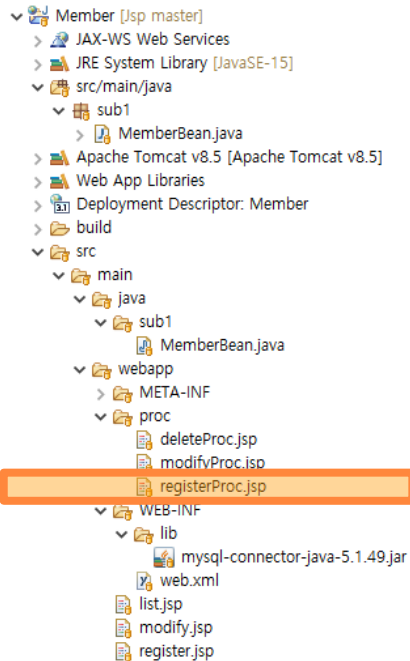 Member [Jsp master]
JAX-WS Web Services
JRE System Library [JavaSE-15]
src/main/java
sub1
MemberBean.java
Apache Tomcat v8.5 [Apache Tomcat v8.5]
Web App Libraries
3.1 Deployment Descriptor: Member
build
src
main
java
sub1
MemberBean.java
webapp
META-INF
proc
deleteProc.jsp
modifyProc.jsp
registerProc.jsp
WEB-INF
lib
mysql-connector-java-5.1.49.jar
web.xml
list.jsp
modify.jsp
register.jsp